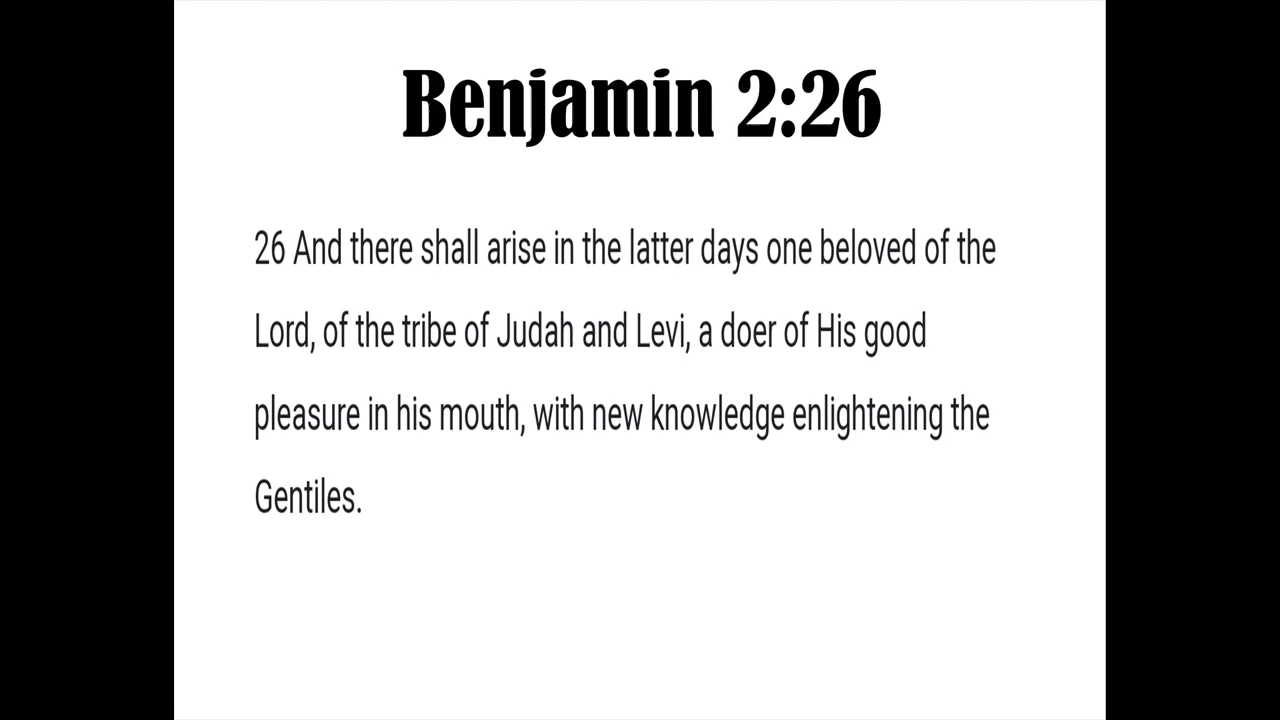 Benjamin 2:26
26 And there shall arise in the latter days one beloved of the
Lord, of the tribe of Judah and Levi, a doer of His good
pleasure in his mouth, with new knowledge enlightening the
Gentiles.